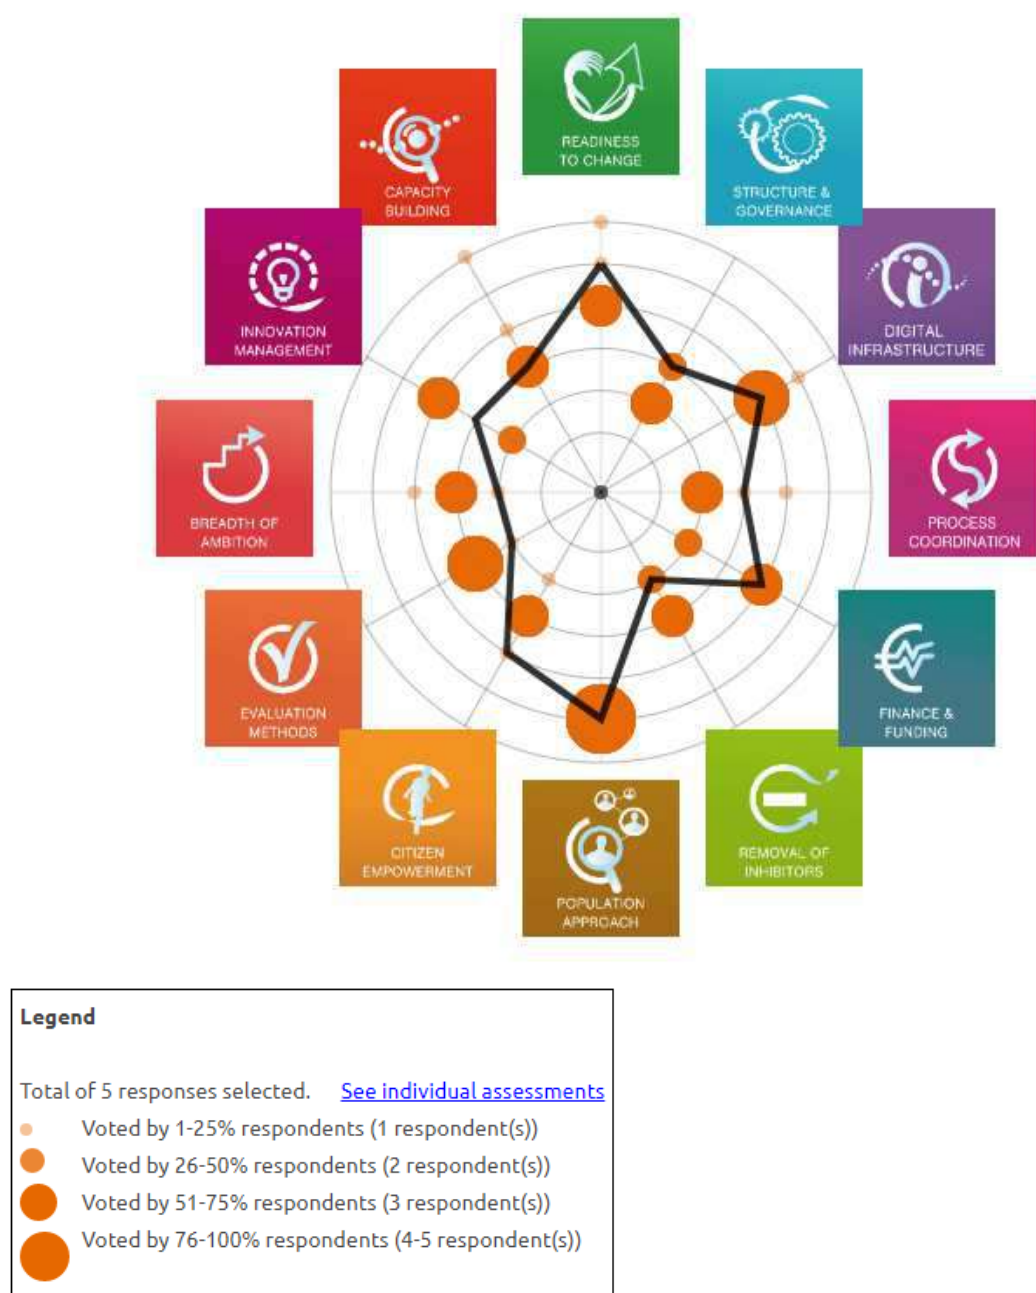 READINESS
TO CHANGE
CAPACITY
BUILDING
STRUCTURE &
GOVERNANCE
INNOVATION
MANAGEMENT
DIGITAL
INFRASTRUCTURE
BREADTH OF
AMBITION
PROCESS
COORDINATION
EVALUATION
METHODS
FINANCE &
FUNDING
CITIZEN
EMPOWERMENT
REMOVAL OF
INHIBITORS
POPULATION
APPROACH
Legend
Total of 5 responses selected. See individual assessments
Voted by 1-25% respondents (1 respondent(s))
Voted by 26-50% respondents (2 respondent(s))
Voted by 51-75% respondents (3 respondent(s))
Voted by 76-100% respondents (4-5 respondent(s))